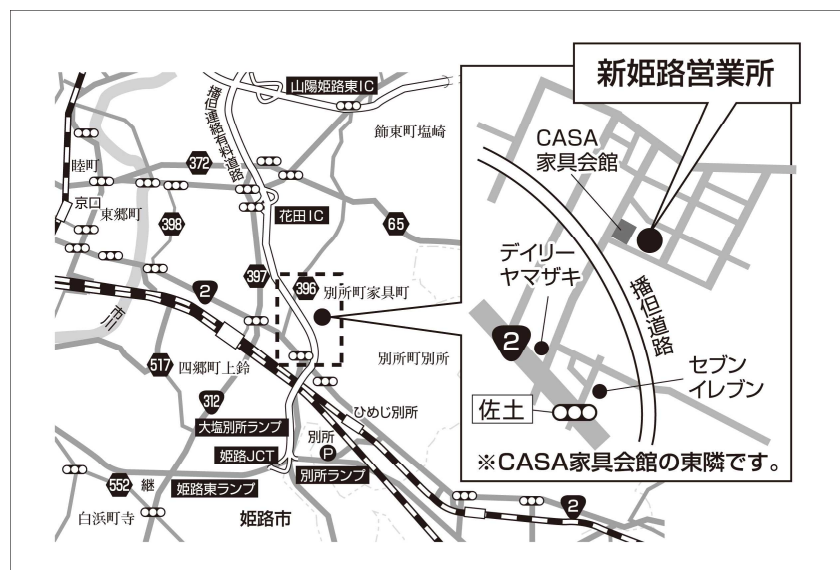 新姫路営業所
山陽姫路東IC
播但連絡有料道路
飾東町塩崎
睦町
372
京口
東郷町
398
花田IC
65
397
396
別所町家具町
2
市川
517
四郷町上鈴
312
別所町別所
大塩別所ランプ
ひめじ別所
別所
P
姫路JCT
姫路東ランプ
別所ランプ
552
継
白浜町寺
姫路市
2
CASA
家具会館
デイリー
ヤマザキ
播但道路
2
セブン
イレブン
佐土
※CASA家具会館の東隣です。